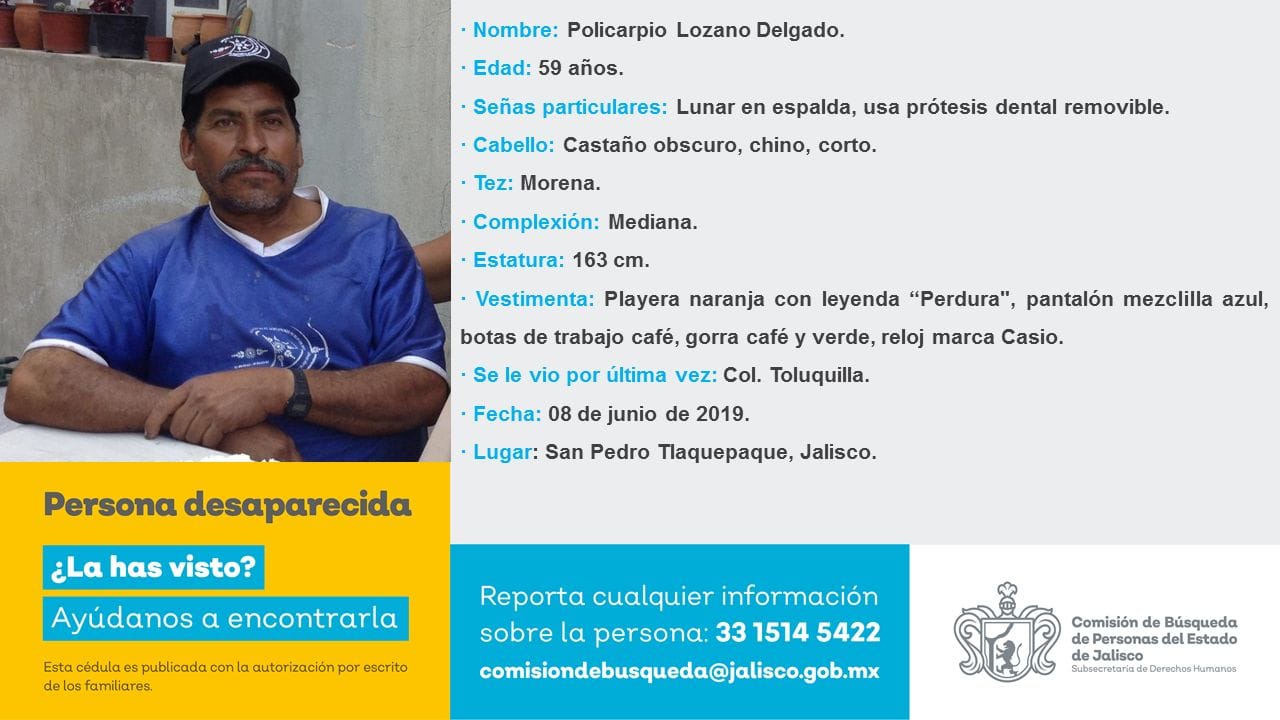 · Nombre: Policarpio Lozano Delgado.
· Edad: 59 años.
· Señas particulares: Lunar en espalda, usa prótesis dental removible.
· Cabello: Castaño obscuro, chino, corto.
· Tez: Morena.
· Complexión: Mediana.
· Estatura: 163 cm.
· Vestimenta: Playera naranja con leyenda “Perdura", pantalón mezclilla azul,
botas de trabajo café, gorra café y verde, reloj marca Casio.
· Se le vio por última vez: Col. Toluquilla.
· Fecha: 08 de junio de 2019.
· Lugar: San Pedro Tlaquepaque, Jalisco.
Persona desaparecida
¿La has visto?
Ayúdanos a encontrarla
Esta cédula es publicada con la autorización por escrito
de los familiares.
Reporta cualquier información
sobre la persona: 33 1514 5422
comisiondebusqueda@jalisco.gob.mx
Comisión de Búsqueda
de Personas del Estado
de Jalisco
Subsecretaría de Derechos Humanos